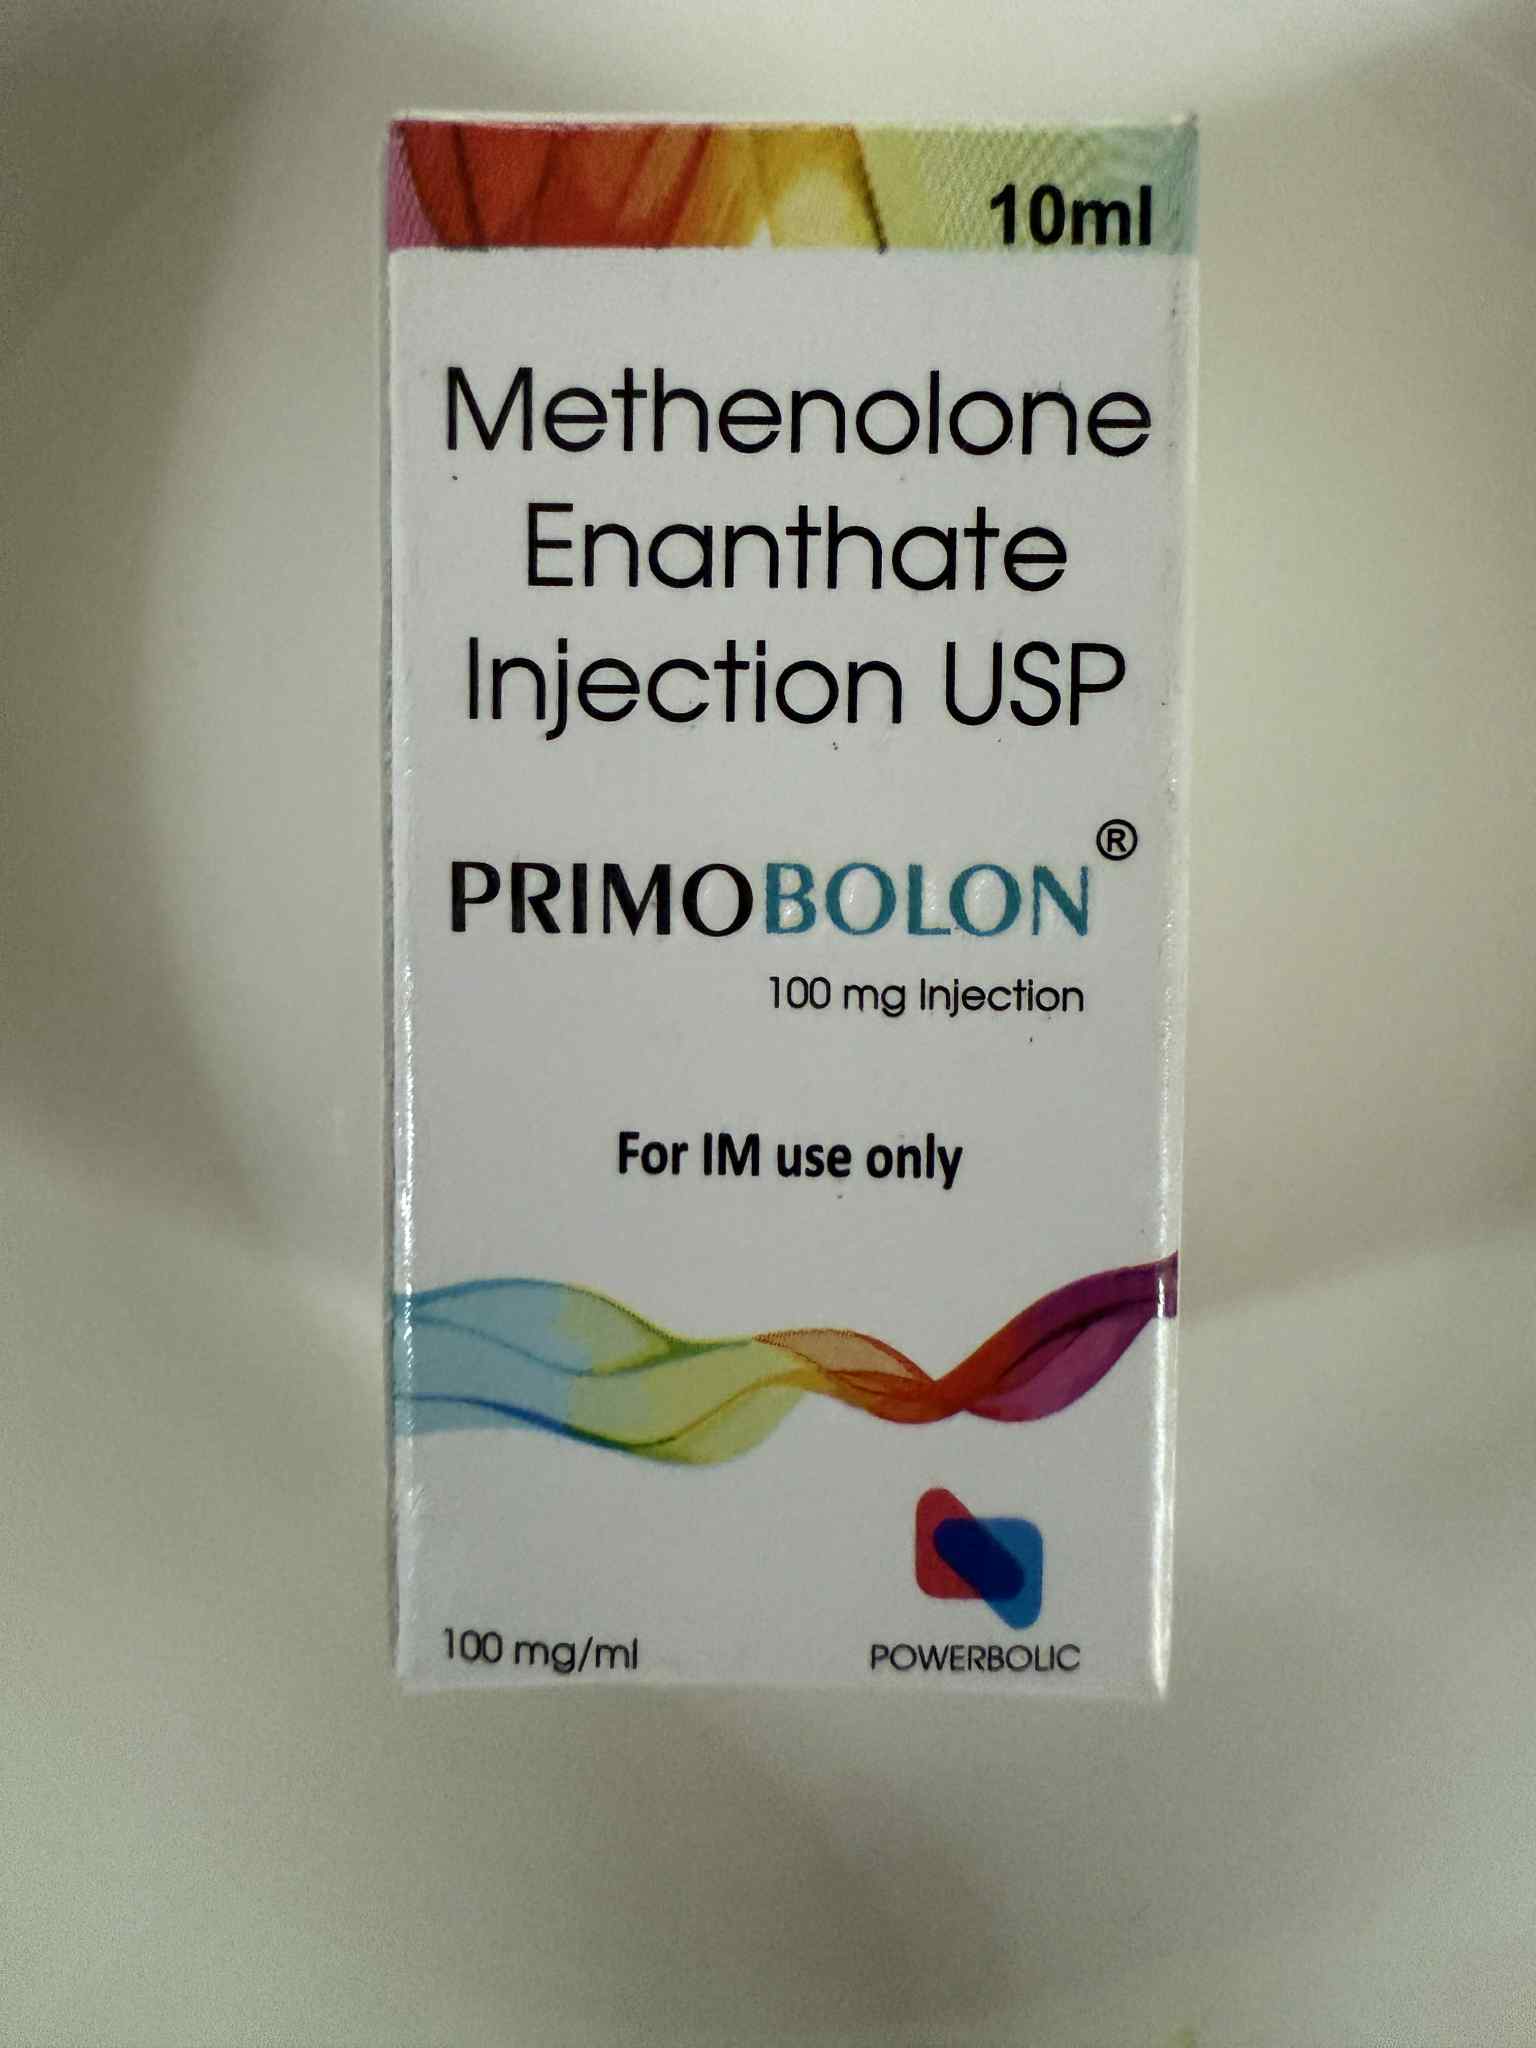 10ml
Methenolone
Enanthate
Injection USP
PRIMOBOLON®
100 mg Injection
For IM use only
100 mg/ml
POWERBOLIC